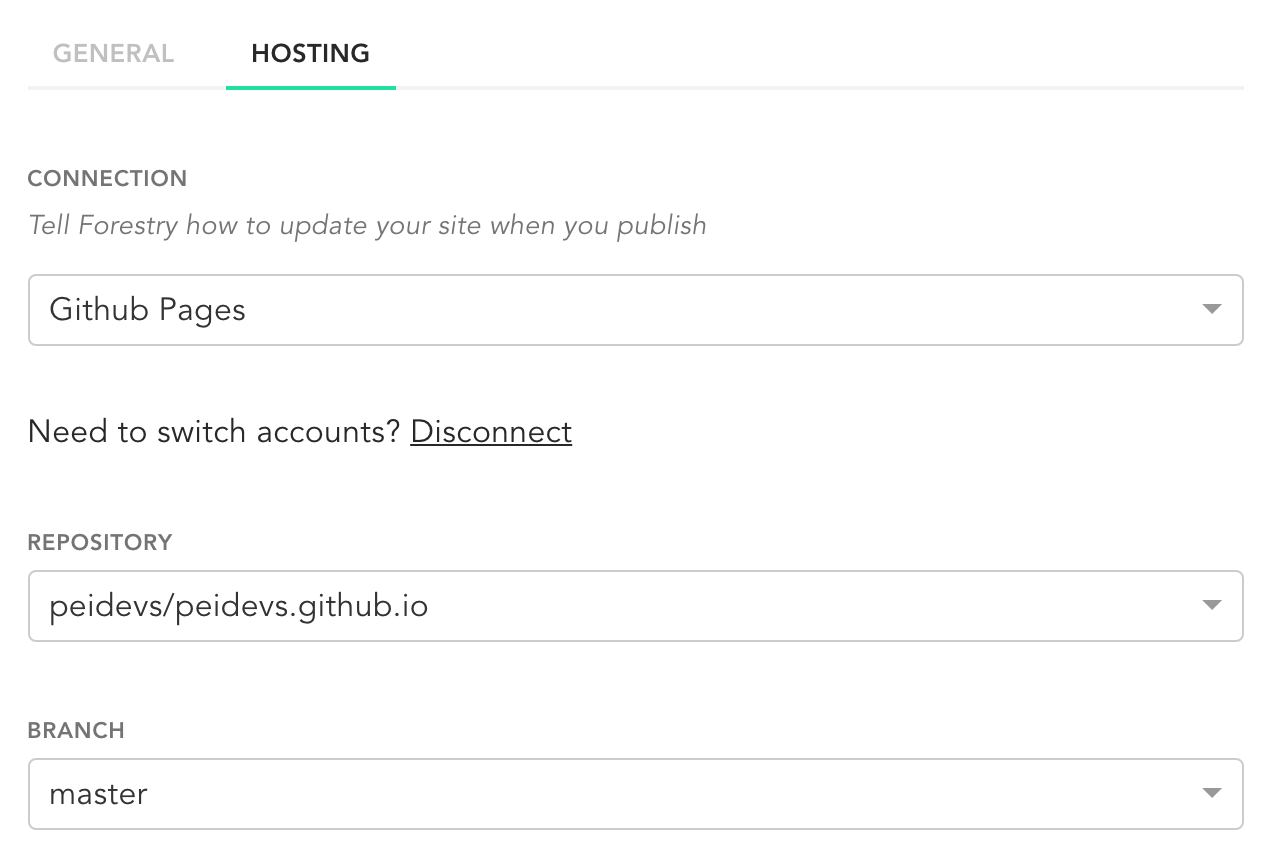 GENERAL HOSTING
CONNECTION
Tell Forestry how to update your site when you publish
Github Pages
Need to switch accounts? Disconnect
REPOSITORY
peidevs/peidevs.github.io
BRANCH
master